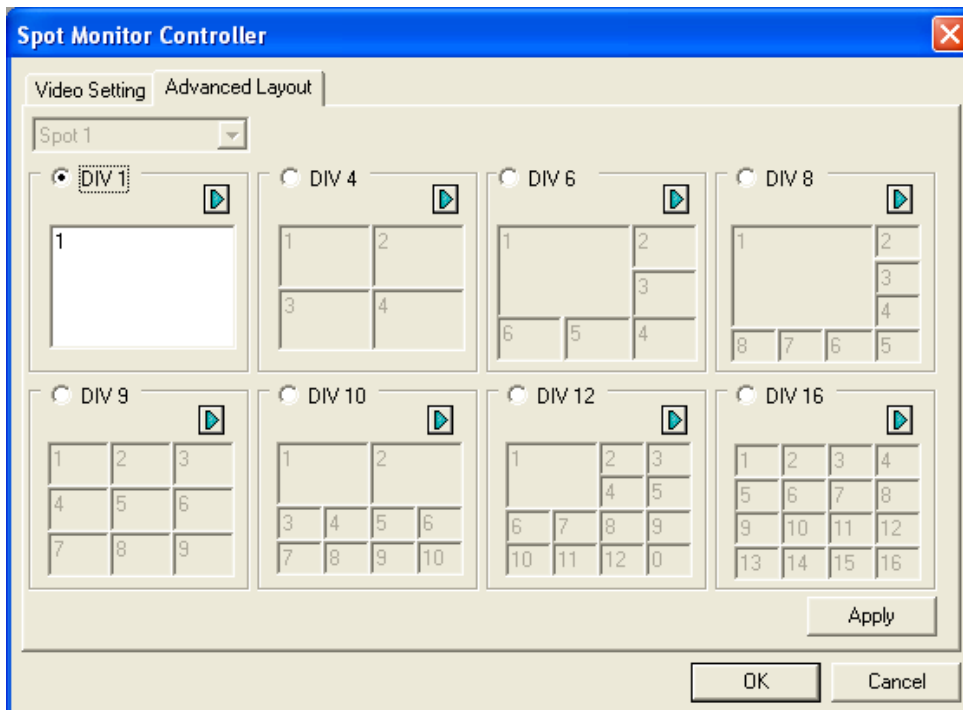 Spot Monitor Controller
Video Setting Advanced Layout
Spot 1
DIV 1 DIV 4 DIV 6 DIV 8
1 1 2 1 2 1 2
3 3
3 4 4
6 5 4 8 7 6 5
DIV 9 DIV 10 DIV 12 DIV 16
1 2 3 1 2 1 2 3 1 2 3 4
4 5 6 4 5 5 6 7 8
3 4 5 6 6 7 8 9 9 10 11 12
7 8 9 7 8 9 10 10 11 12 0 13 14 15 16
Apply
OK Cancel